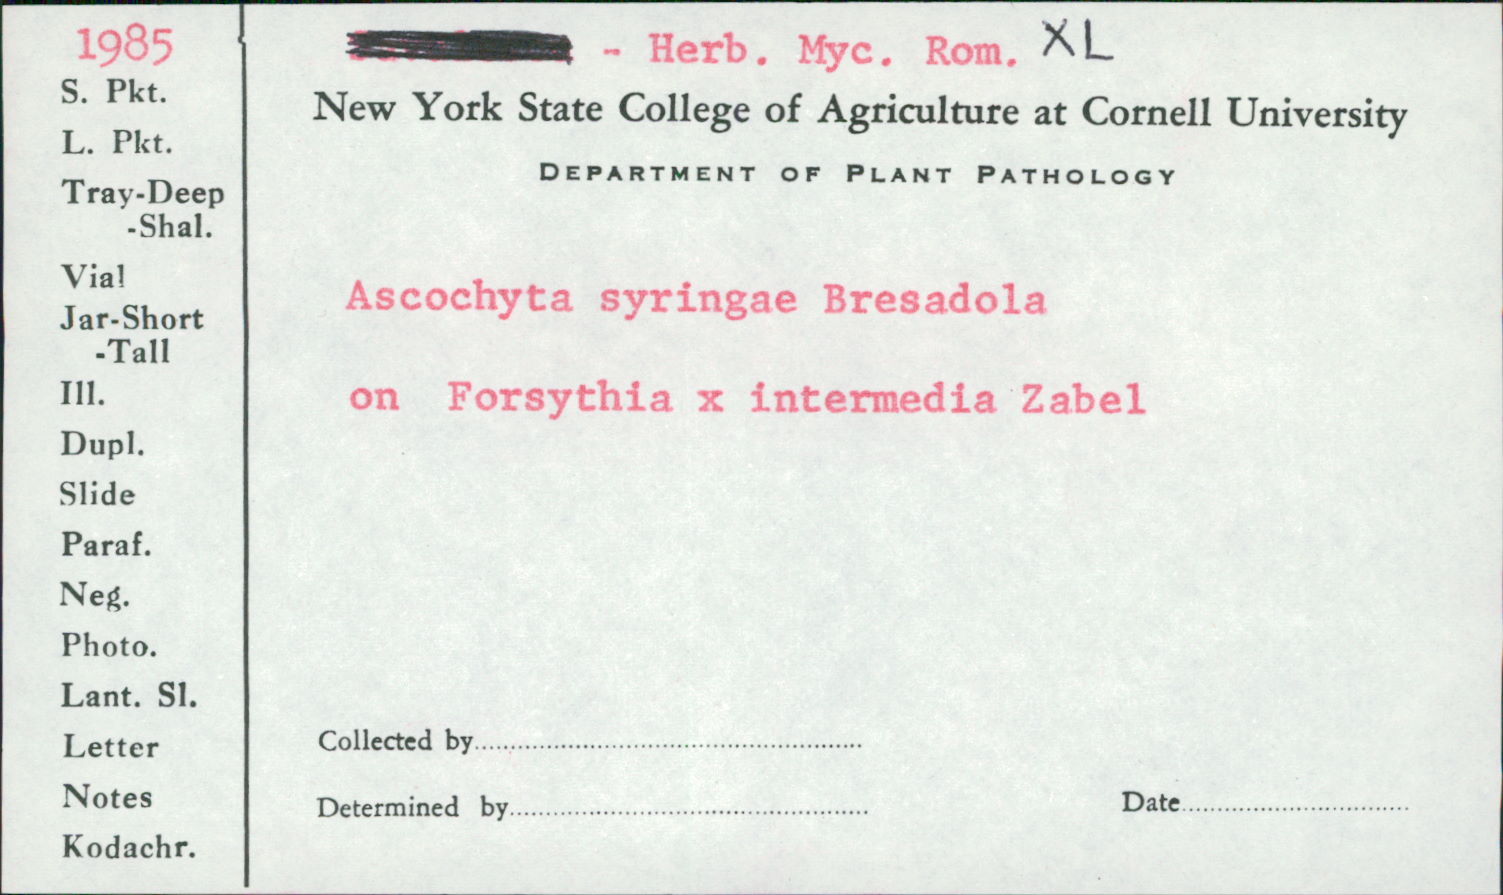 1985
S. Pkt.
L. Pkt.
Tray-Deep
-Shal.
Vial
Jar-Short
-Tall
Ill.
Dupl.
Slide
Paraf.
Neg.
Photo.
Lant. Sl.
Letter
Notes
Kodachr.
- Herb. Myc. Rom. XL
New York State College of Agriculture at Cornell University
DEPARTMENT OF PLANT PATHOLOGY
Ascochyta syringae Bresadola
on Forsythia x intermedia Zabel
Collected by
Determined by
Date